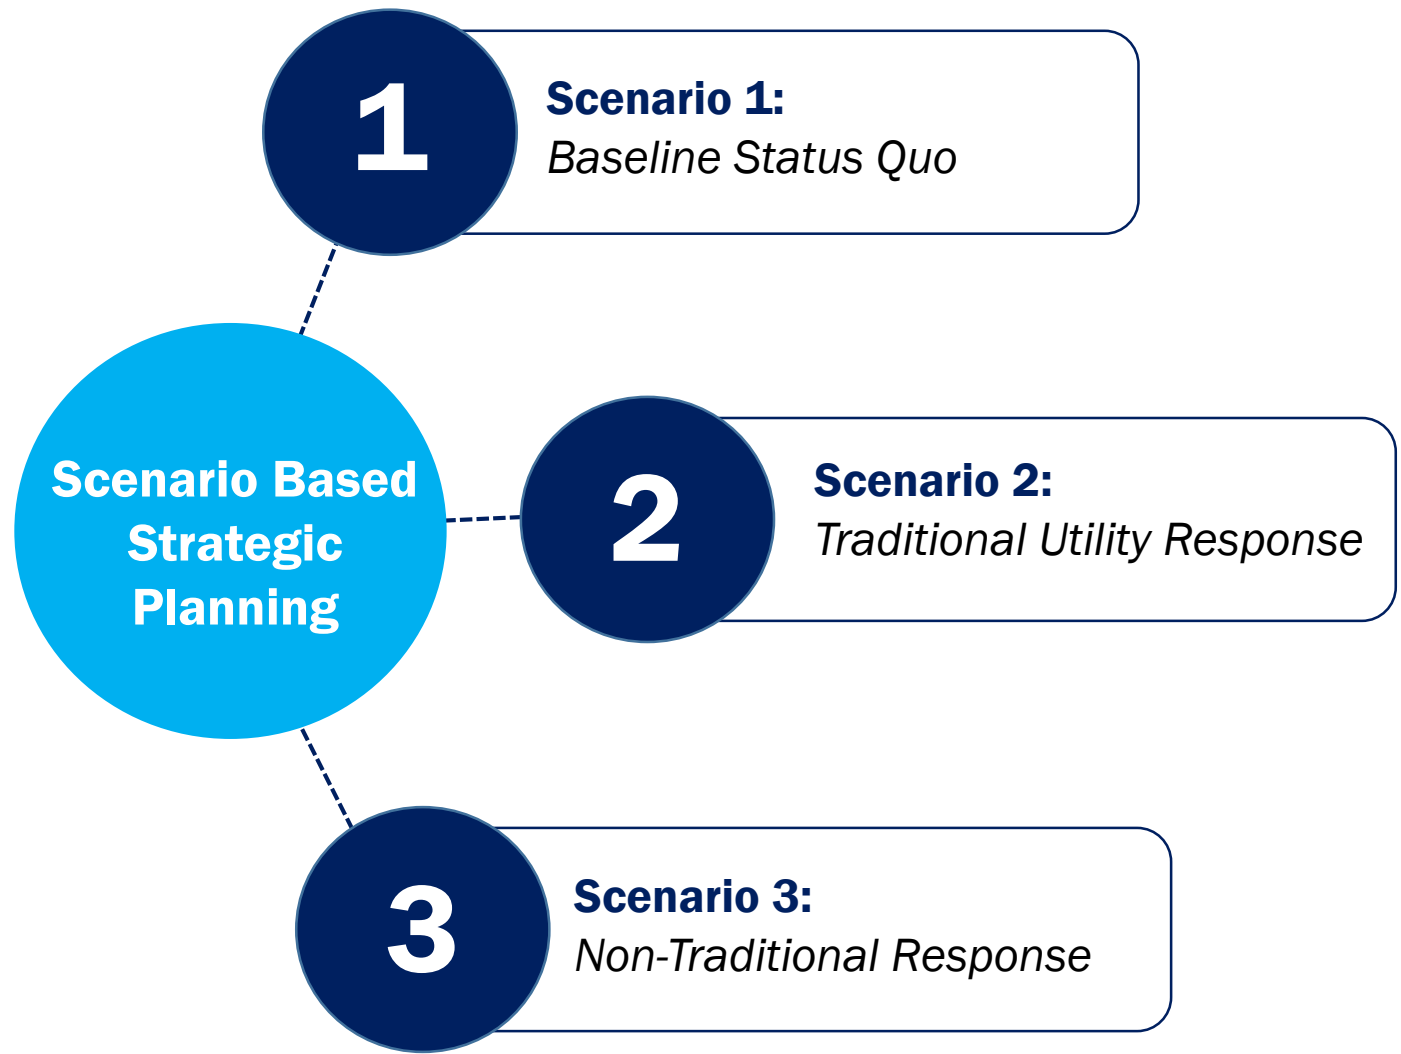 1
Scenario 1:
Baseline Status Quo
Scenario Based
Strategic
Planning
2
Scenario 2:
Traditional Utility Response
3
Scenario 3:
Non-Traditional Response